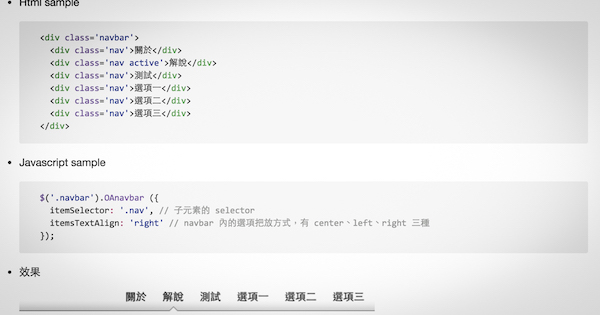 Html sample
<div class='navbar'>
<div class='nav'>關於</div>
<div class='nav active'>解說</div>
<div class='nav'>測試</div>
<div class='nav'>選項一</div>
<div class='nav'>選項二</div>
<div class='nav'>選項三</div>
</div>
Javascript sample
$('.navbar').OAnavbar ({
itemSelector: '.nav', // 子元素的 selector
itemsTextAlign: 'right' // navbar 內的選項把放方式，有 center、left、right 三種
});
效果
關於 解說 測試 選項一 選項二 選項三